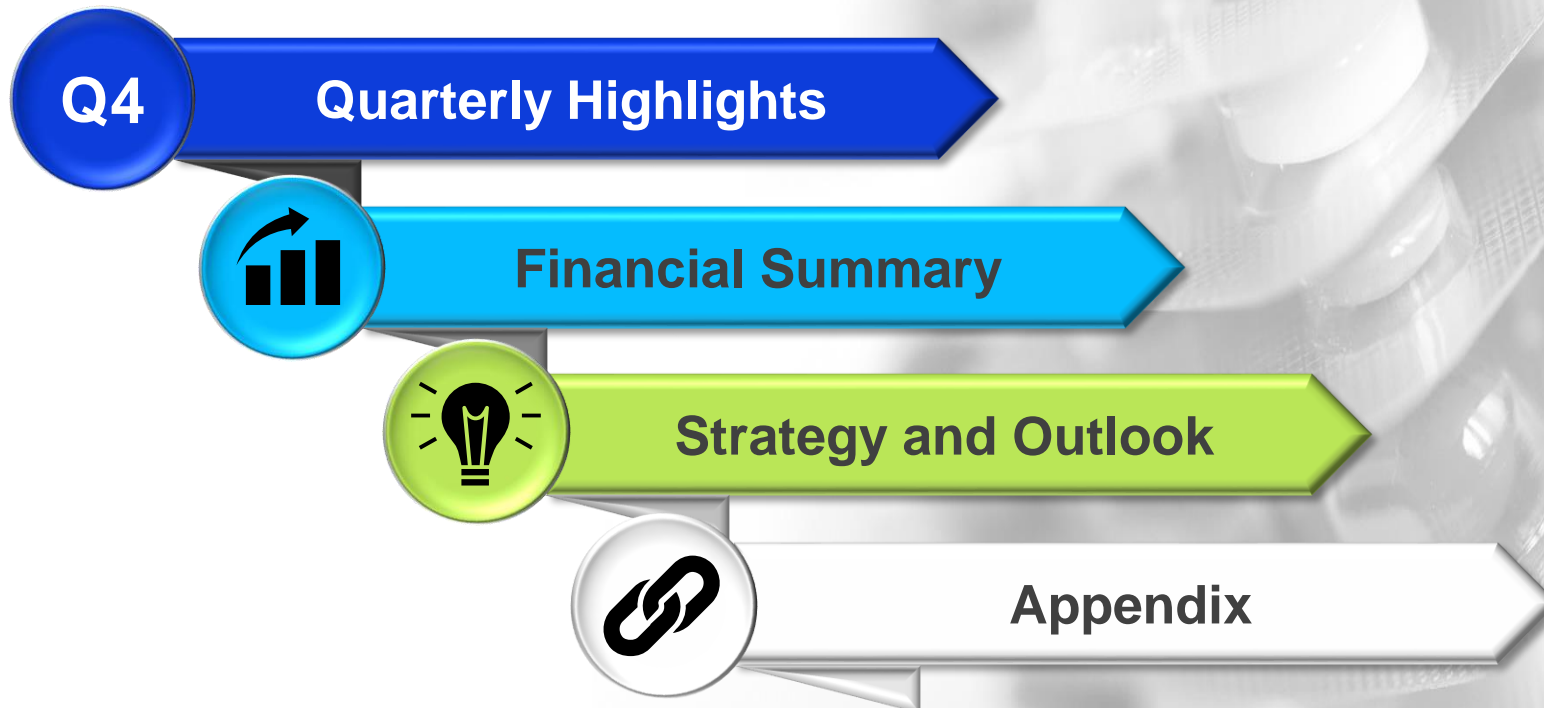 Q4
Quarterly Highlights
Financial Summary
Strategy and Outlook
Appendix